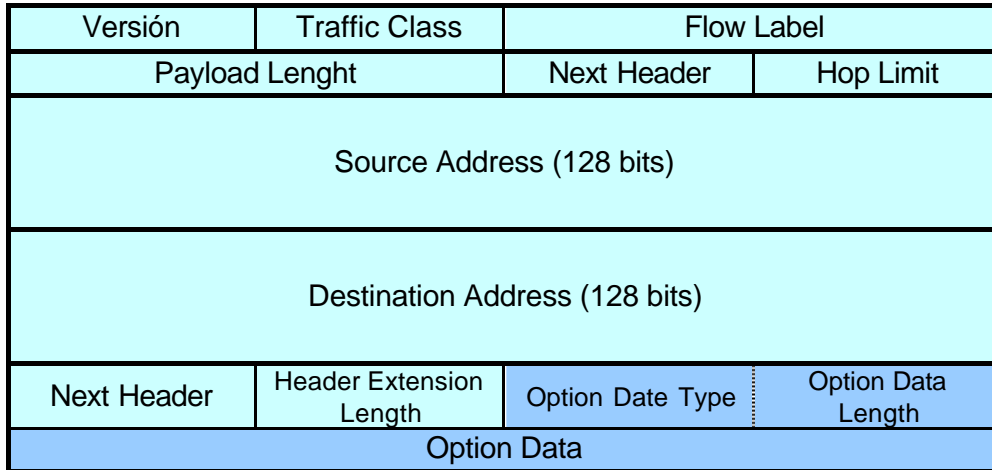 Versión Traffic Class Flow Label
Payload Lenght Next Header Hop Limit
Source Address (128 bits)
Destination Address (128 bits)
Next Header Header Extension Length Option Date Type Option Data Length
Option Data